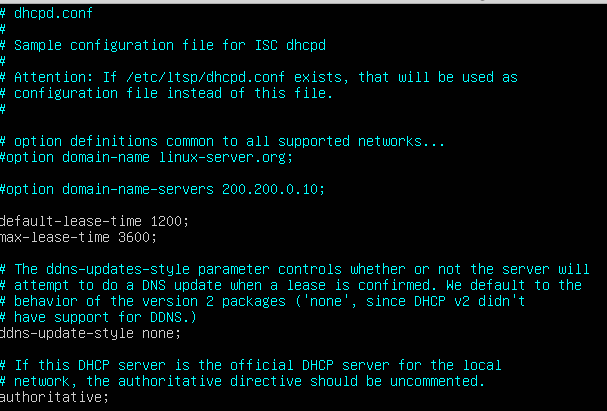 # dhcpd.conf
#
# Sample configuration file for ISC dhcpd
#
# Attention: If /etc/ltsp/dhcpd.conf exists, that will be used as
# configuration file instead of this file.
#
# option definitions common to all supported networks...
#option domain-name linux-server.org;
#option domain-name-servers 200.200.0.10;
default-lease-time 1200;
max-lease-time 3600;
# The ddns-updates-style parameter controls whether or not the server will
# attempt to do a DNS update when a lease is confirmed. We default to the
# behavior of the version 2 packages ('none', since DHCP v2 didn't
# have support for DDNS.)
ddns-update-style none;
# If this DHCP server is the official DHCP server for the local
# network, the authoritative directive should be uncommented.
authoritative;